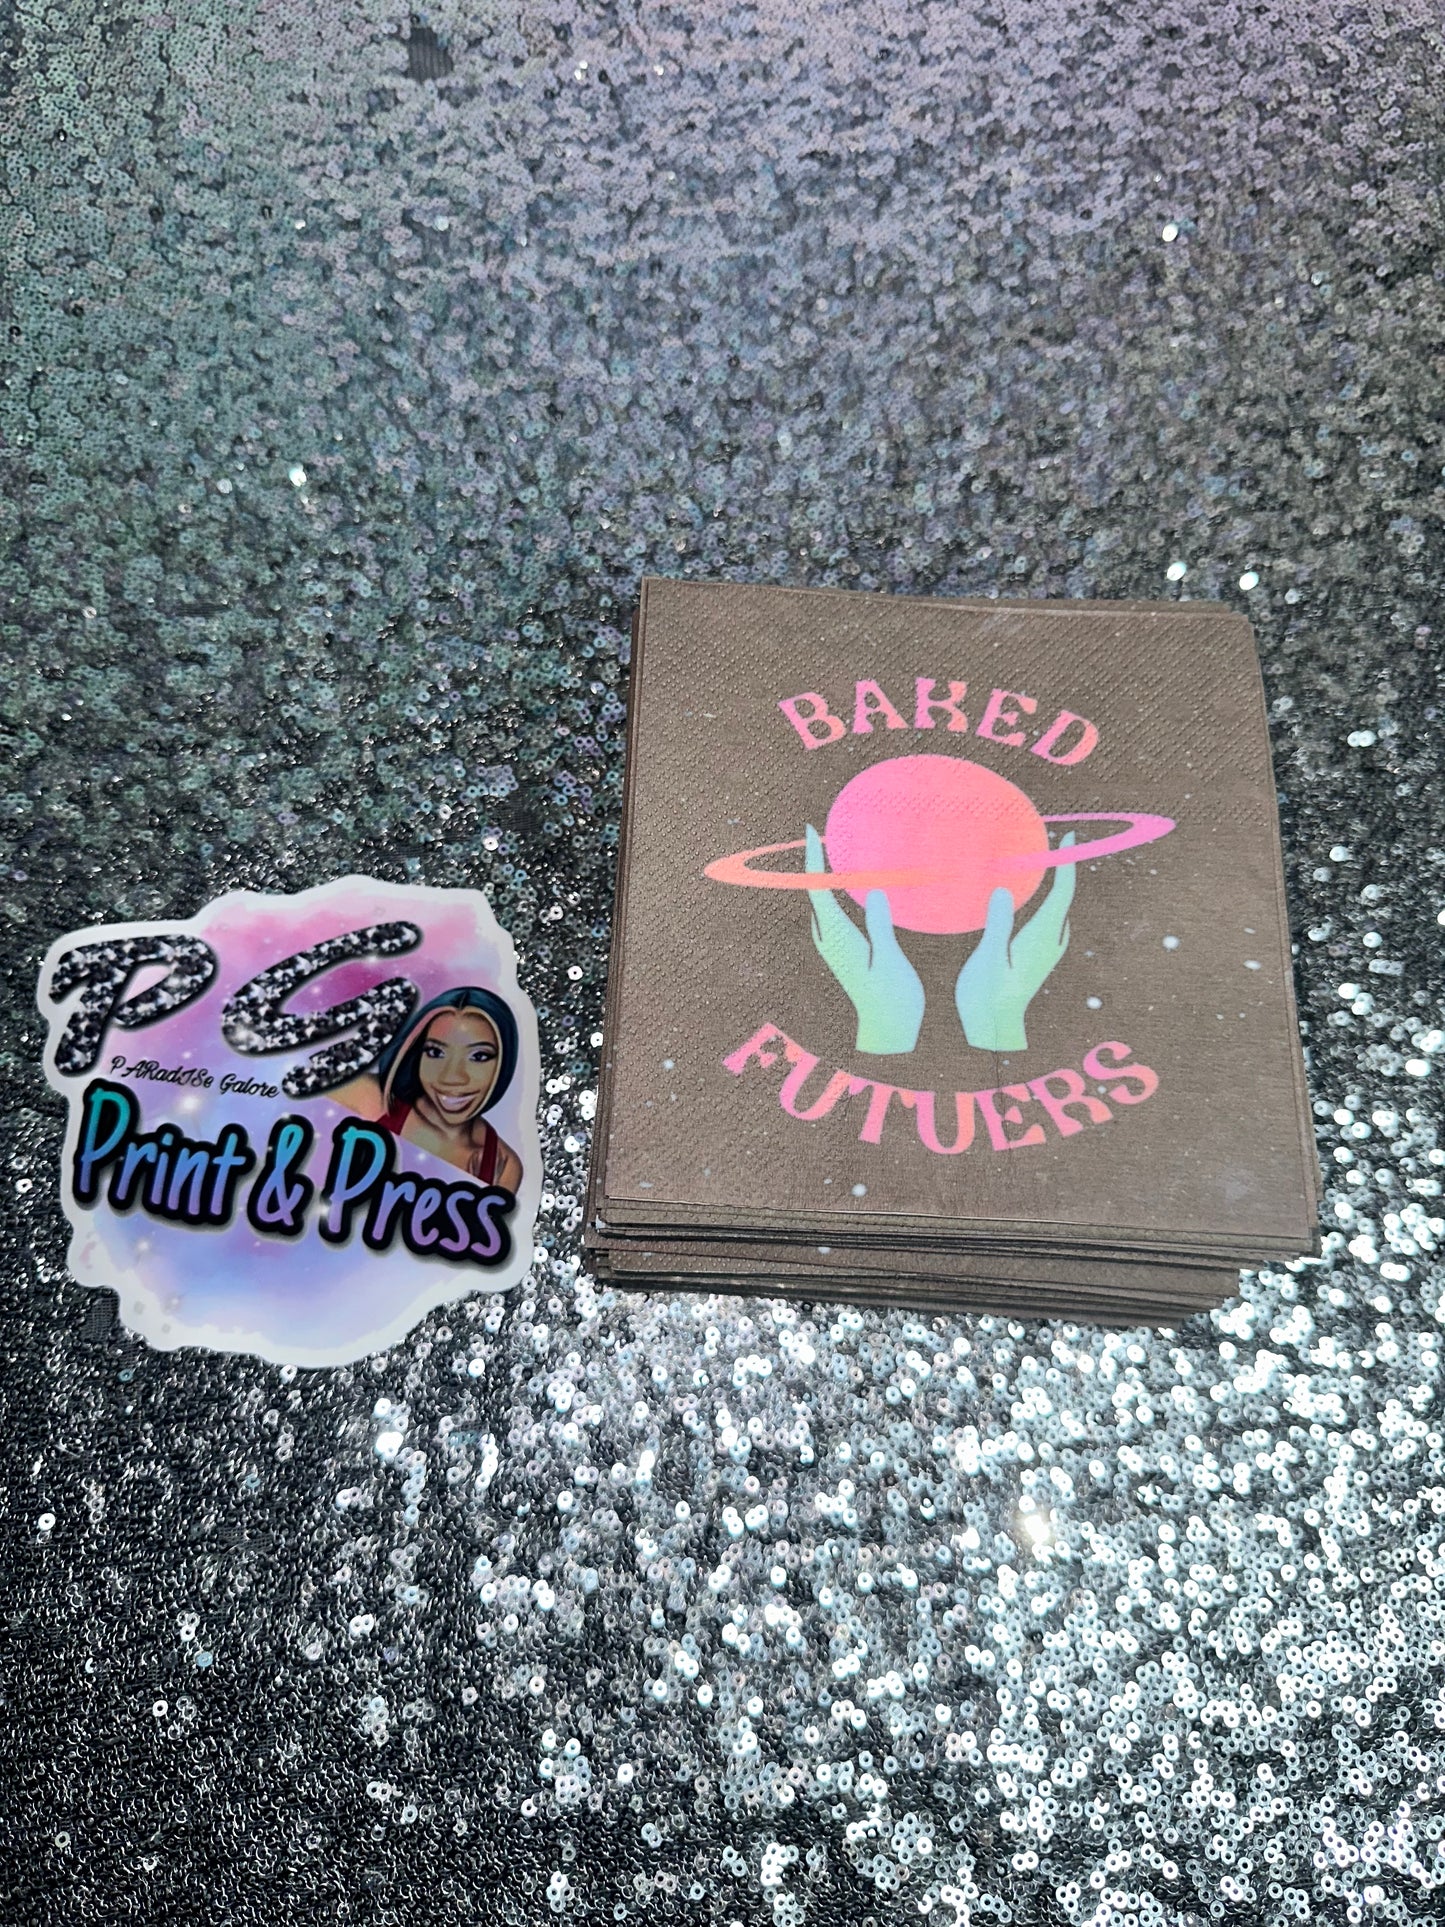 BAKED
FUTUERS
PG
PARadISe Galore
Print & Press